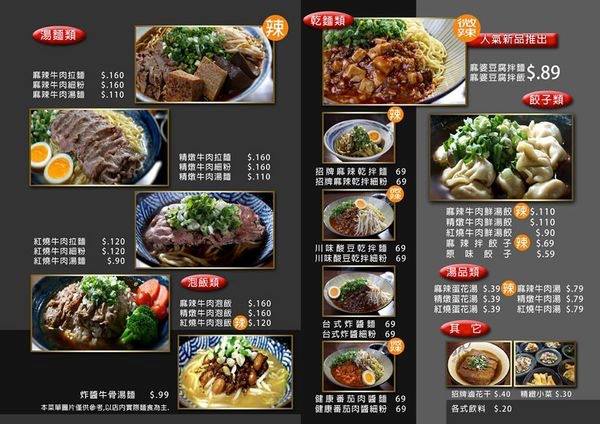 湯麵類
辣
麻辣牛肉拉麵 $.160
麻辣牛肉細粉 $.160
麻辣牛肉湯麵 $.110
精燉牛肉拉麵 $.160
精燉牛肉細粉 $.160
精燉牛肉湯麵 $.110
紅燒牛肉拉麵 $.120
紅燒牛肉細粉 $.120
紅燒牛肉湯麵 $.90
泡飯類
麻辣牛肉泡飯 $.160
精燉牛肉泡飯 $.160
紅燒牛肉泡飯 辣 $.120
炸醬牛骨湯麵 $.99
本菜單圖片僅供參考,以店内實際麵食為主.
乾麵類
微辣
人氣新品推出
麻婆豆腐拌麵
麻婆豆腐拌飯
$.89
辣
招牌麻辣乾拌麵 69
招牌麻辣乾拌細粉 69
微辣
川味酸豆乾拌麵 69
川味酸豆乾拌細粉 69
台式炸醬麵 69
台式炸醬細粉 69
微辣
健康番茄肉醬麵 69
健康番茄肉醬細粉 69
餃子類
麻辣牛肉鮮湯餃 辣 $.110
精燉牛肉鮮湯餃 $.110
紅燒牛肉鮮湯餃 $.90
麻辣拌餃子 辣 $.69
原味餃子 $.59
湯品類
麻辣蛋花湯 $.39 辣 麻辣牛肉湯 $.79
精燉蛋花湯 $.39 精燉牛肉湯 $.79
紅燒蛋花湯 $.39 紅燒牛肉湯 $.79
其它
招牌滷花干 $.40 精緻小菜 $.30
各式飲料 $.20